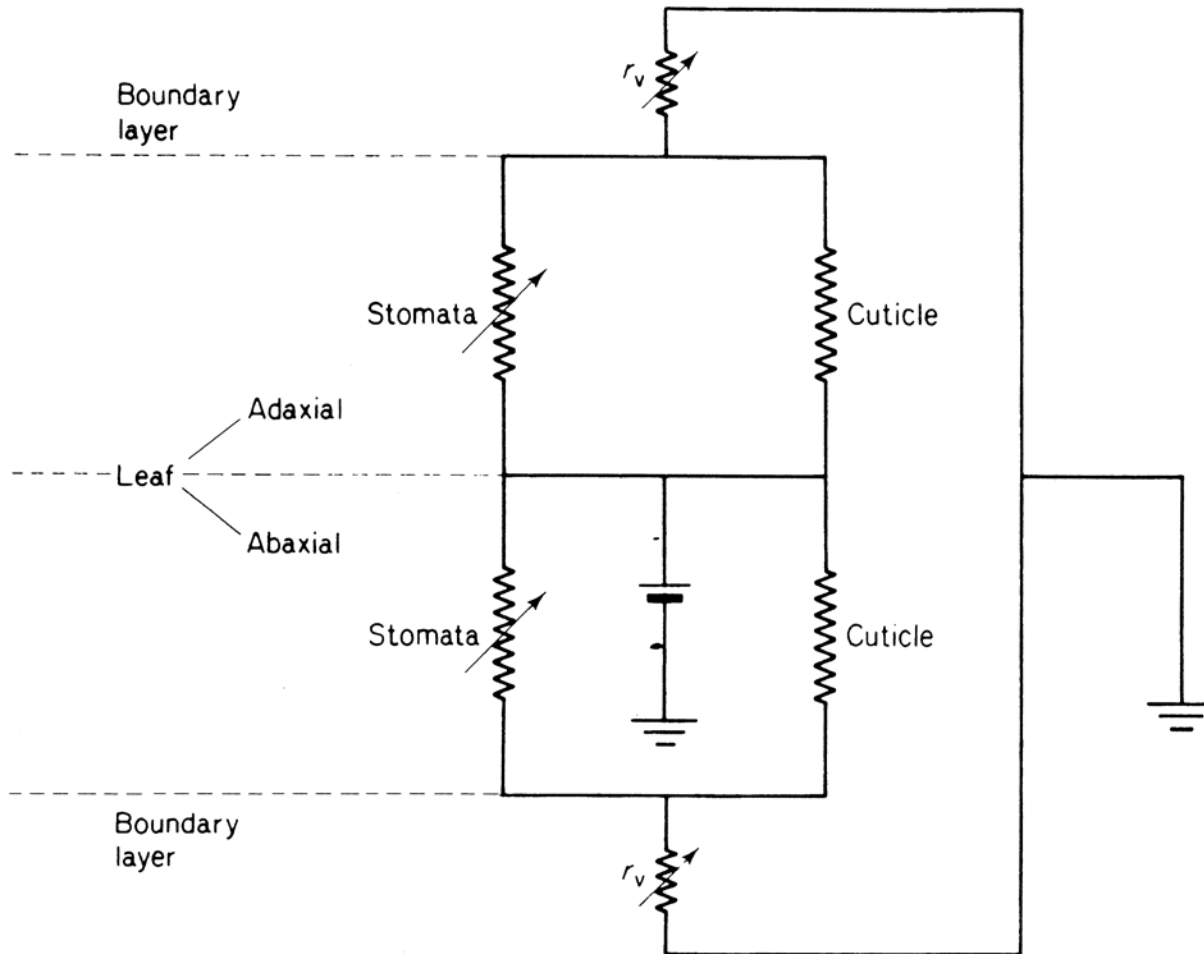 r_v
Boundary
layer
Stomata
Cuticle
Adaxial
Leaf
Abaxial
Stomata
Cuticle
Boundary
layer
r_v